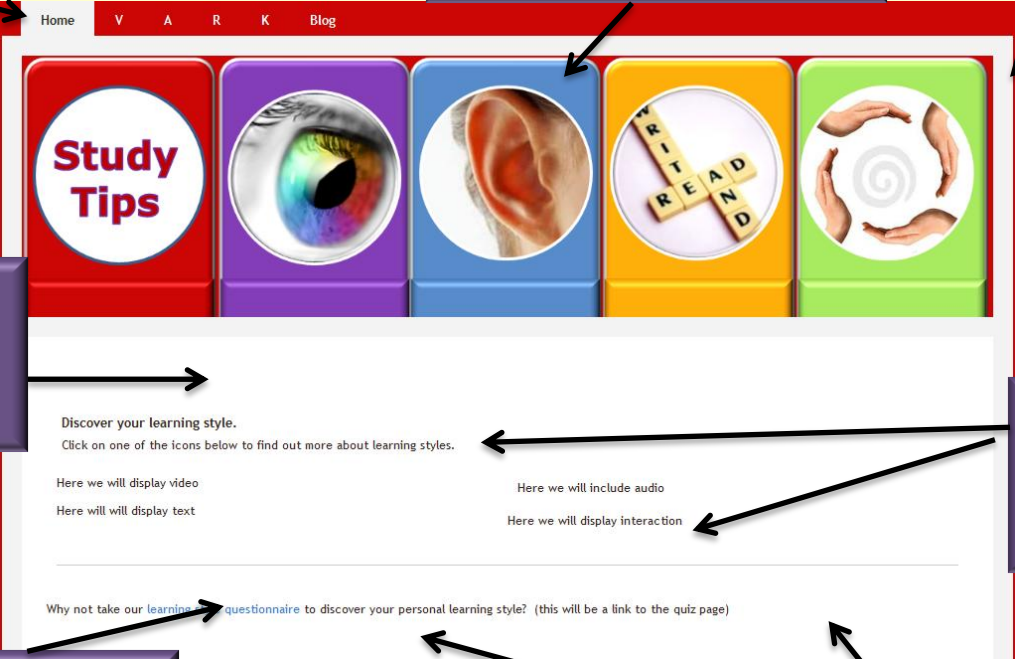 Home V A R K Blog
Study
Tips
WRITE
READ
AND
Discover your learning style.
Click on one of the icons below to find out more about learning styles.
Here we will display video
Here we will include audio
Here will will display text
Here we will display interaction
Why not take our learning questionnaire to discover your personal learning style? (this will be a link to the quiz page)